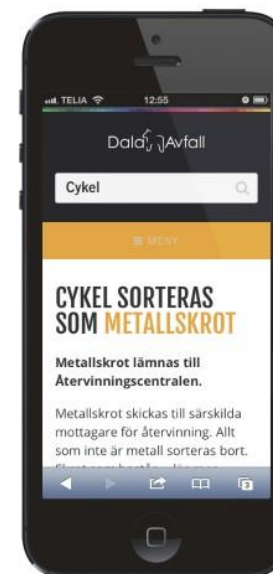 TELIA 12:55
Dala Avfall
Cykel
≡ MENY
CYKEL SORTERAS
SOM METALLSKROT
Metallskrot lämnas till
Återvinningscentralen.
Metallskrot skickas till särskilda
mottagare för återvinning. Allt
som inte är metall sorteras bort.
3